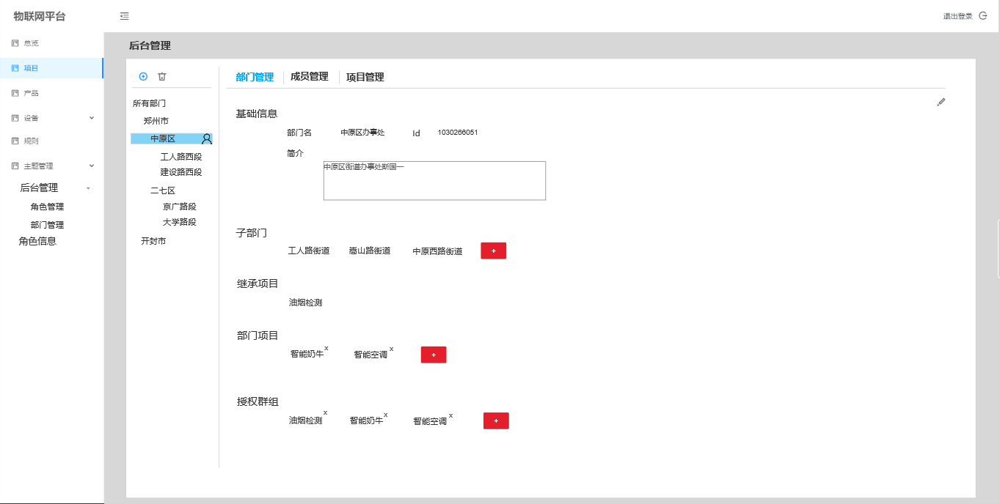 物联网平台
退出登录
总览
项目
产品
设备
规则
主题管理
后台管理
角色管理
部门管理
角色信息
后台管理
所有部门
郑州市
中原区
工人路西段
建设路西段
二七区
京广路段
大学路段
开封市
部门管理 成员管理 项目管理
基础信息
部门名 中原区办事处 Id 1030266051
简介
中原区街道办事处斯国一
子部门
工人路街道 嵩山路街道 中原西路街道 +
继承项目
油烟检测
部门项目
智能奶牛 x 智能空调 x +
授权群组
油烟检测 x 智能奶牛 x 智能空调 x +